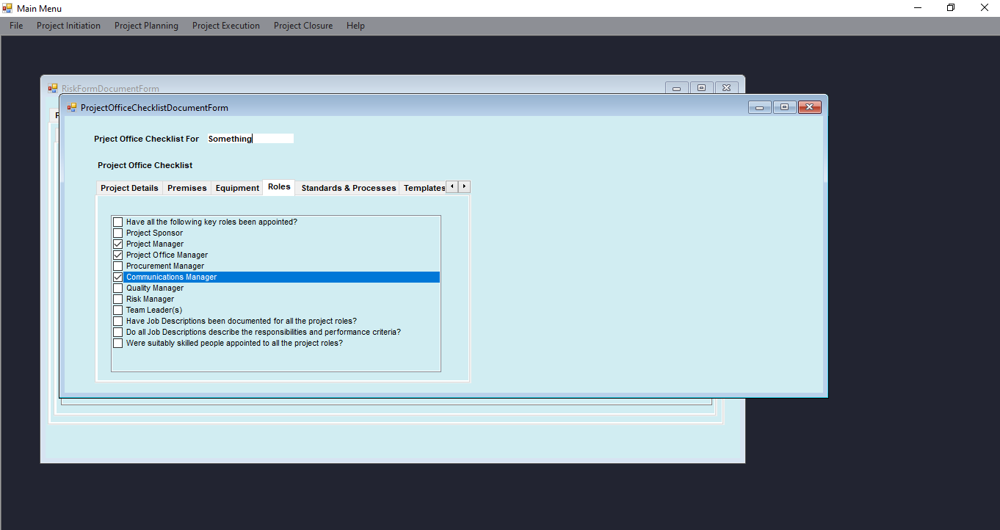 Main Menu
File Project Initiation Project Planning Project Execution Project Closure Help
RiskFormDocumentForm
ProjectOfficeChecklistDocumentForm
Prject Office Checklist For Something
Project Office Checklist
Project Details Premises Equipment Roles Standards & Processes Templates
Have all the following key roles been appointed?
Project Sponsor
Project Manager
Project Office Manager
Procurement Manager
Communications Manager
Quality Manager
Risk Manager
Team Leader(s)
Have Job Descriptions been documented for all the project roles?
Do all Job Descriptions describe the responsibilities and performance criteria?
Were suitably skilled people appointed to all the project roles?